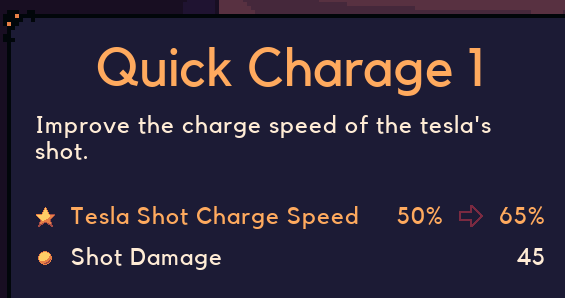 Quick Charage 1
Improve the charge speed of the tesla's
shot.
Tesla Shot Charge Speed 50% 65%
Shot Damage 45